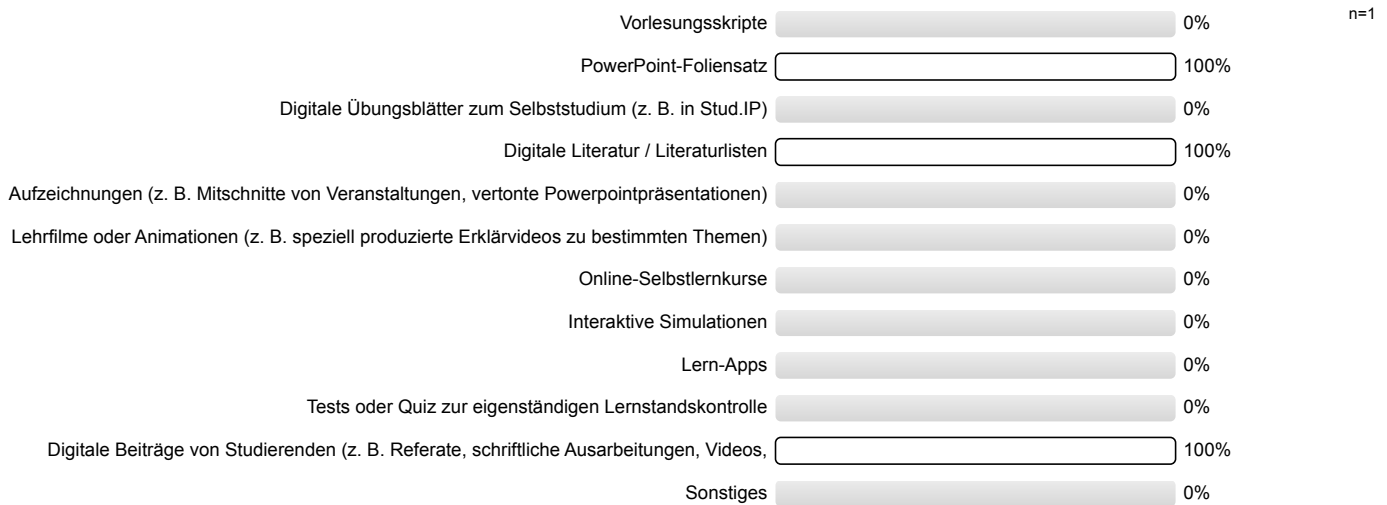 n=1
Vorlesungsskripte 0%
PowerPoint-Foliensatz 100%
Digitale Übungsblätter zum Selbststudium (z. B. in Stud.IP) 0%
Digitale Literatur / Literaturlisten 100%
Aufzeichnungen (z. B. Mitschnitte von Veranstaltungen, vertonte Powerpointpräsentationen) 0%
Lehrfilme oder Animationen (z. B. speziell produzierte Erklärvideos zu bestimmten Themen) 0%
Online-Selbstlernkurse 0%
Interaktive Simulationen 0%
Lern-Apps 0%
Tests oder Quiz zur eigenständigen Lernstandskontrolle 0%
Digitale Beiträge von Studierenden (z. B. Referate, schriftliche Ausarbeitungen, Videos, 100%
Sonstiges 0%